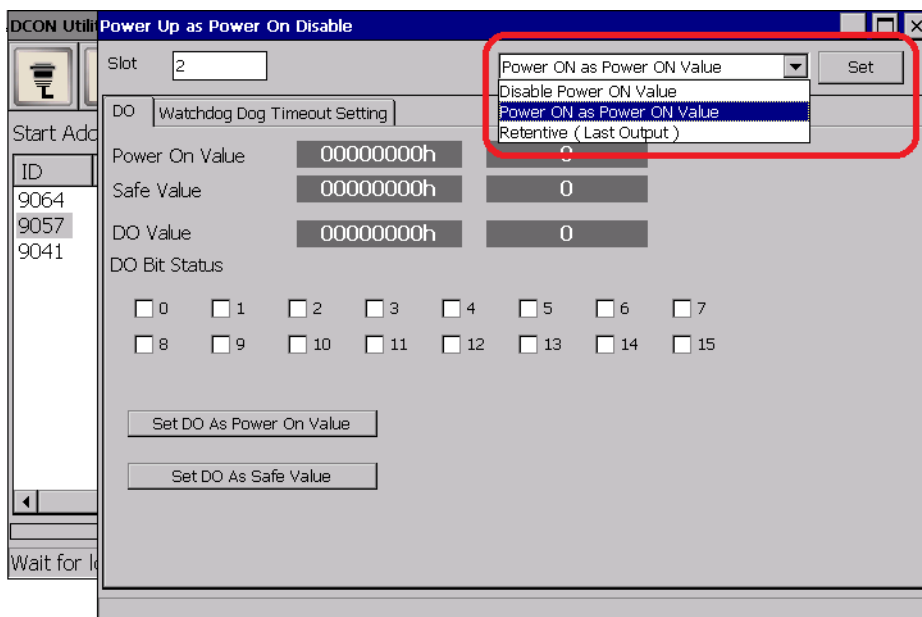 DCON Utilit
Power Up as Power On Disable
Slot
2
Power ON as Power ON Value
Set
Disable Power ON Value
Power ON as Power ON Value
Retentive ( Last Output )
DO
Watchdog Dog Timeout Setting
Start Add
ID
9064
9057
9041
Power On Value
00000000h
0
Safe Value
00000000h
0
DO Value
00000000h
0
DO Bit Status
0 1 2 3 4 5 6 7
8 9 10 11 12 13 14 15
Set DO As Power On Value
Set DO As Safe Value
Wait for lo